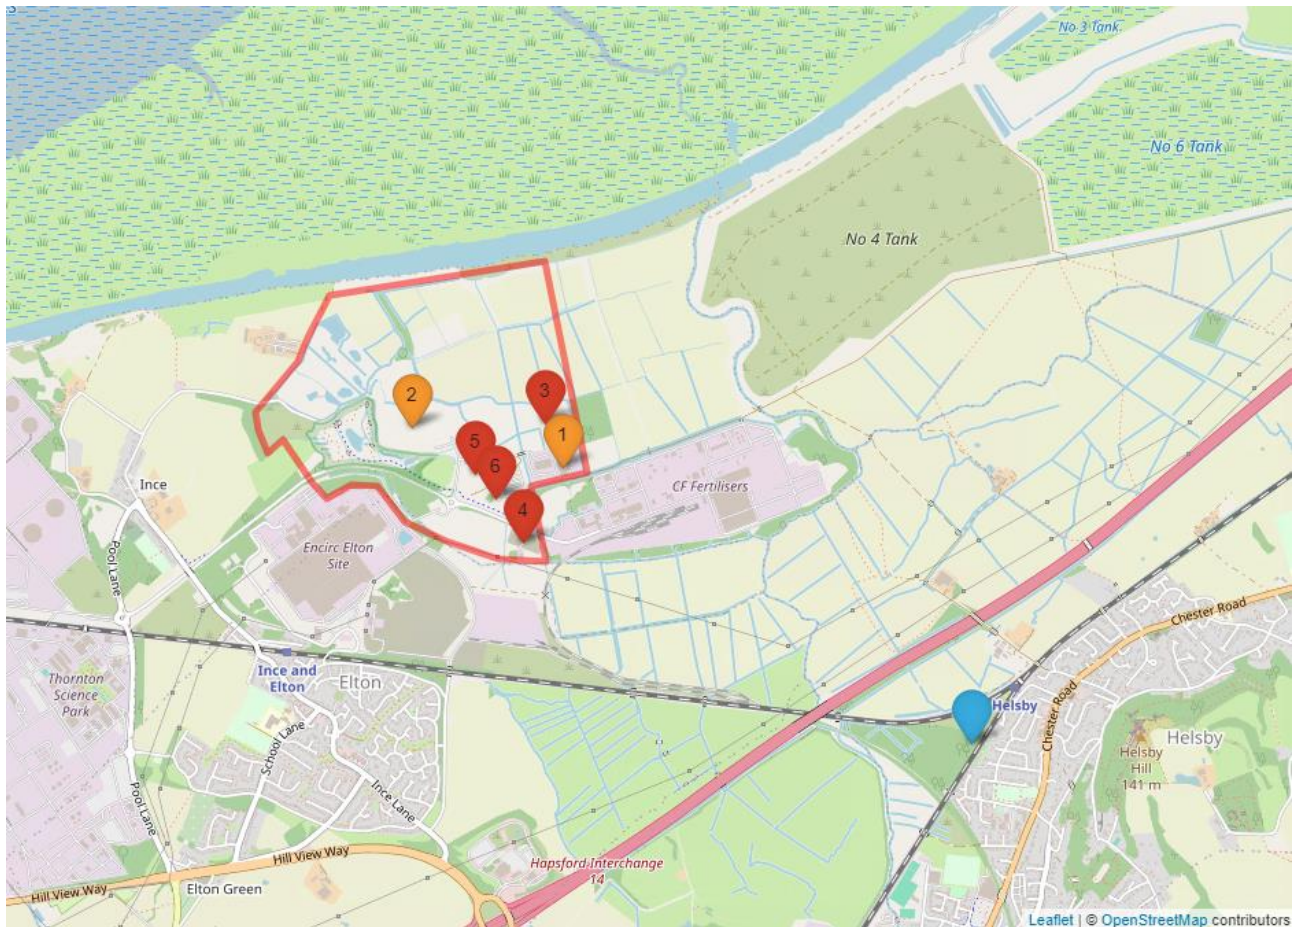 No 3 Tank
No 6 Tank
No 4 Tank
2
3
1
5
6
4
CF Fertilisers
Ince
Encirc Elton
Site
Pool Lane
Chester Road
Ince and
Elton
Elton
Thornton
Science
Park
Helsby
Chester Road
Helsby
Helsby
Hill
141 m
School Lane
Ince Lane
Pool Lane
Hill View Way
Hapsford Interchange
14
Hill View Way
Elton Green
Leaflet | © OpenStreetMap contributors